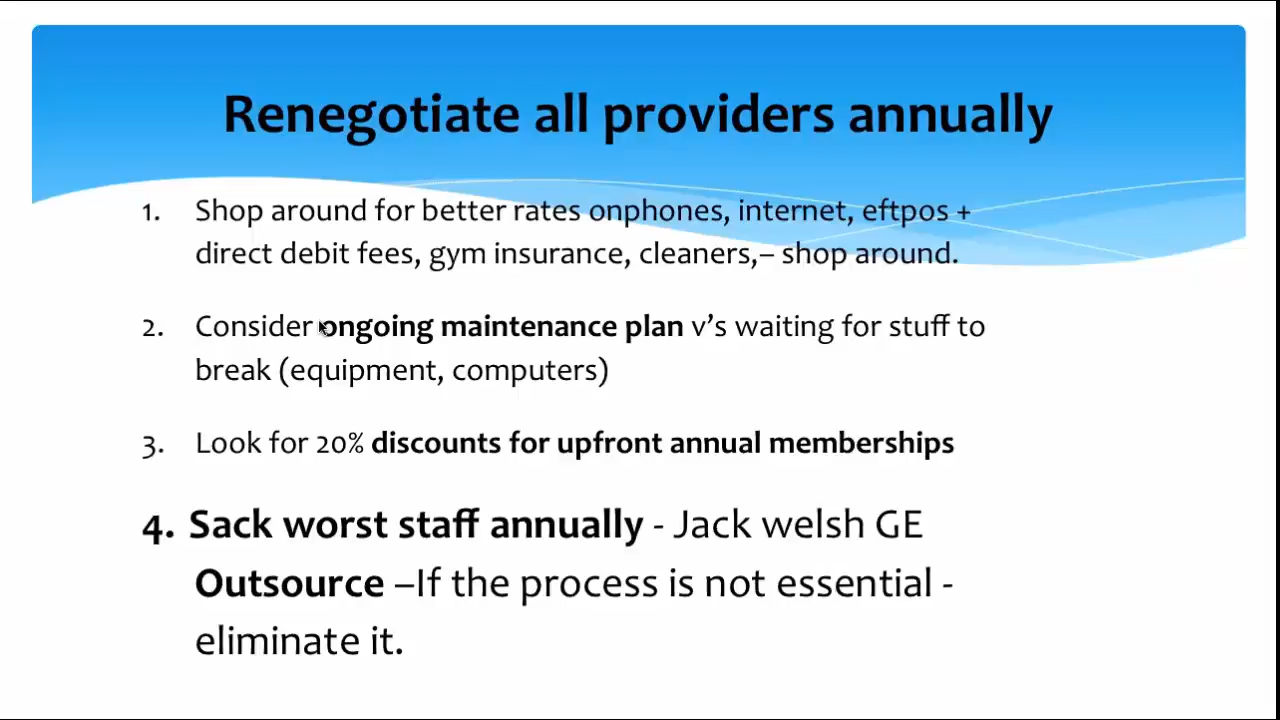 Renegotiate all providers annually
1. Shop around for better rates onphones, internet, eftpos +
direct debit fees, gym insurance, cleaners,– shop around.
2. Consider ongoing maintenance plan v’s waiting for stuff to
break (equipment, computers)
3. Look for 20% discounts for upfront annual memberships
4. Sack worst staff annually - Jack welsh GE
Outsource –If the process is not essential -
eliminate it.